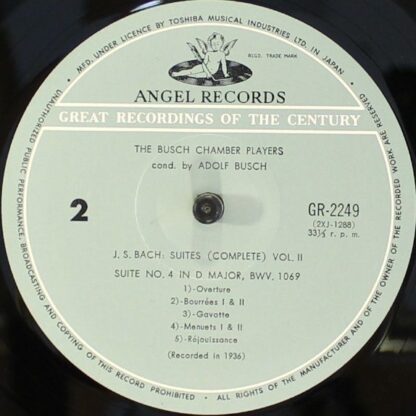 • MFD. UNDER LICENCE BY TOSHIBA MUSICAL INDUSTRIES LTD. IN JAPAN •
REGD. TRADE MARK
ANGEL RECORDS
GREAT RECORDINGS OF THE CENTURY
THE BUSCH CHAMBER PLAYERS
cond. by ADOLF BUSCH
2
GR-2249
(2XJ-1288)
33⅓ r. p. m.
J. S. BACH: SUITES (COMPLETE) VOL. II
SUITE NO. 4 IN D MAJOR, BWV. 1069
1)-Overture
2)-Bourrées I & II
3)-Gavotte
4)-Menuets I & II
5)-Réjouissance
(Recorded in 1936)
UNAUTHORIZED PUBLIC PERFORMANCE, BROADCASTING AND COPYING OF THIS RECORD PROHIBITED • ALL RIGHTS OF THE MANUFACTURER AND OF THE OWNER OF THE RECORDED WORK ARE RESERVED